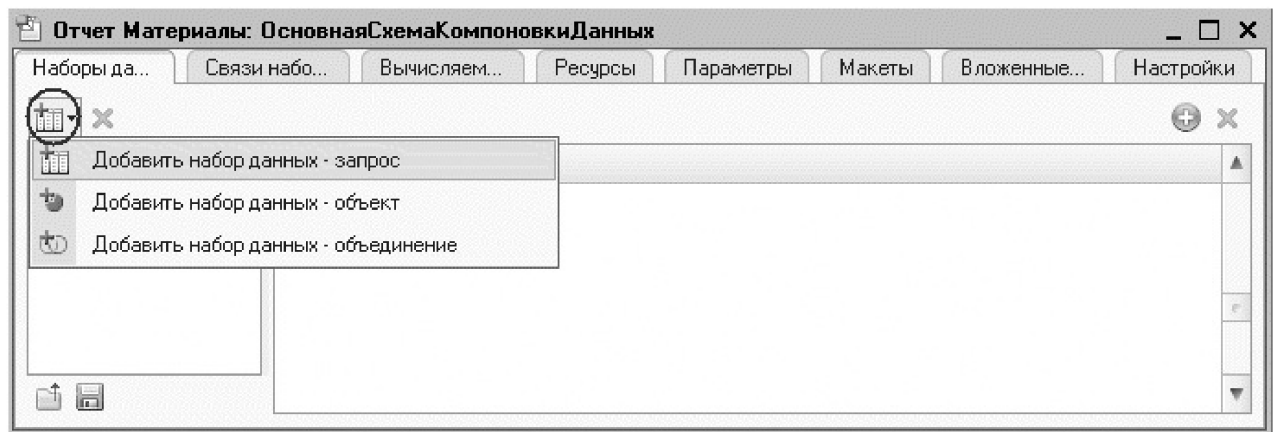 Отчет Материалы: ОсновнаяСхемаКомпоновкиДанных
Наборы да... Связи набо... Вычисляем... Ресурсы Параметры Макеты Вложенные... Настройки
Добавить набор данных - запрос
Добавить набор данных - объект
Добавить набор данных - объединение